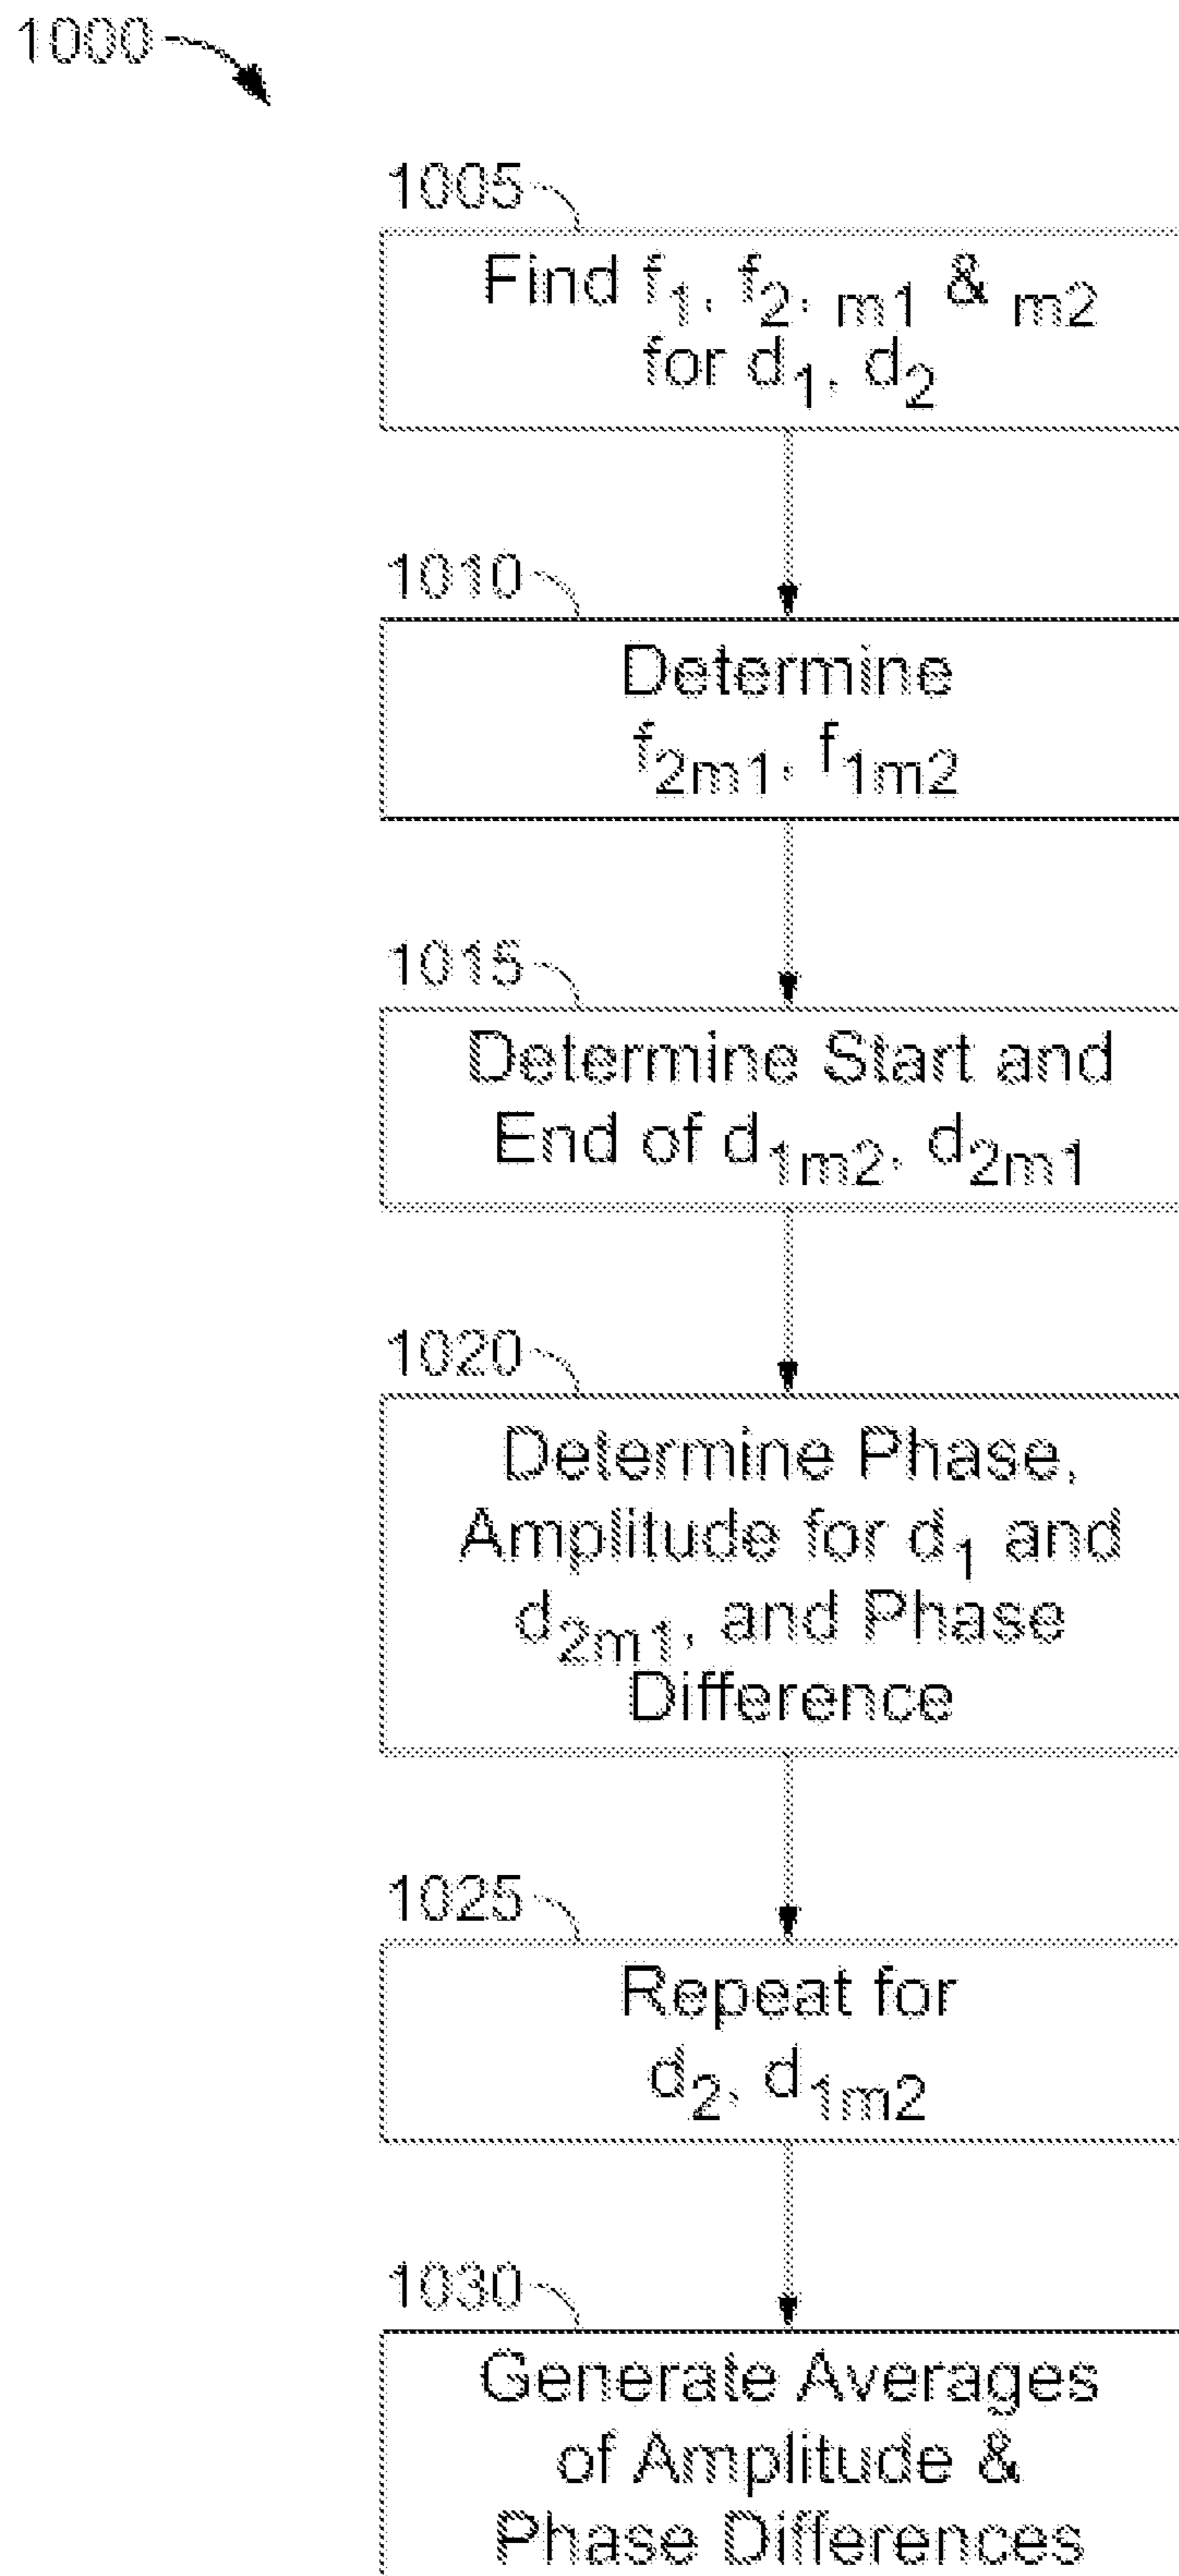 1000
1005
Find f₁, f₂, m1 & m2
for d₁, d₂
1010
Determine
f2m1, f1m2
1015
Determine Start and
End of d1m2, d2m1
1020
Determine Phase,
Amplitude for d₁ and
d2m1, and Phase
Difference
1025
Repeat for
d₂, d1m2
1030
Generate Averages
of Amplitude &
Phase Differences